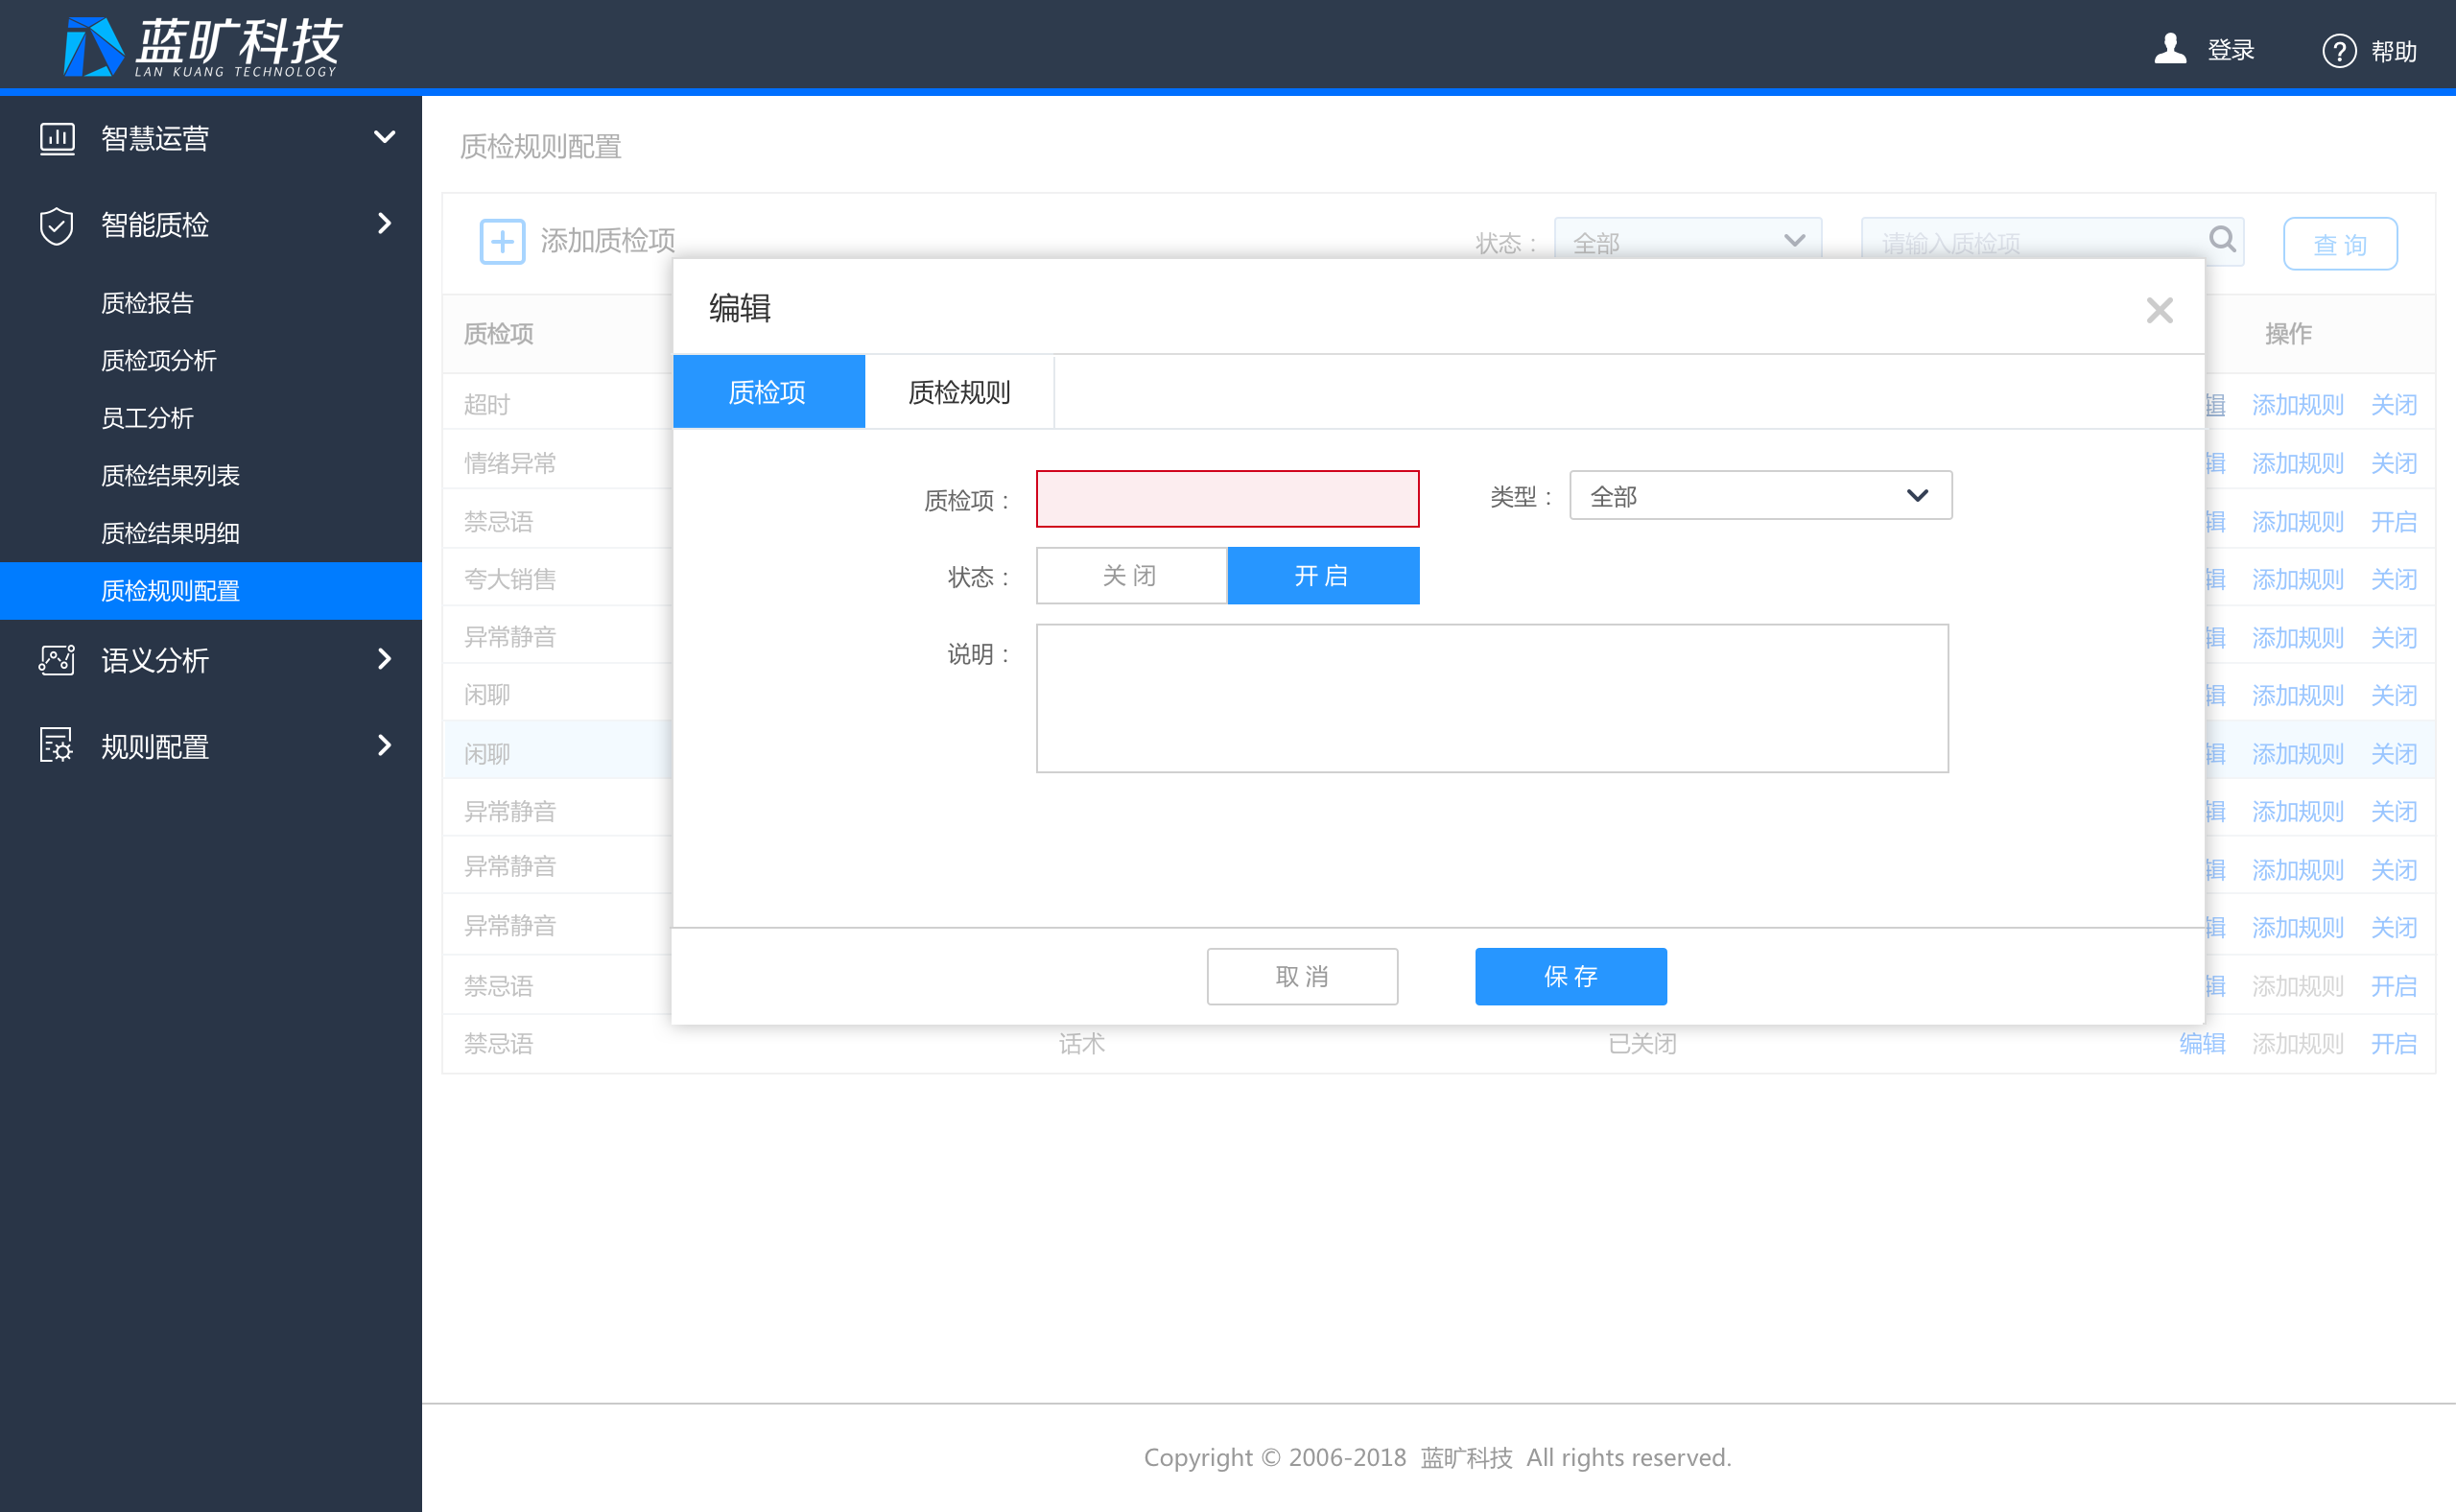 蓝旷科技
LAN KUANG TECHNOLOGY
登录
帮助
智慧运营
智能质检
质检报告
质检项分析
员工分析
质检结果列表
质检结果明细
质检规则配置
语义分析
规则配置
质检规则配置
添加质检项
状态：
全部
请输入质检项
查 询
质检项
操作
超时
辑 添加规则 关闭
情绪异常
辑 添加规则 关闭
禁忌语
辑 添加规则 开启
夸大销售
辑 添加规则 关闭
异常静音
辑 添加规则 关闭
闲聊
辑 添加规则 关闭
闲聊
辑 添加规则 关闭
异常静音
辑 添加规则 关闭
异常静音
辑 添加规则 关闭
异常静音
辑 添加规则 关闭
禁忌语
辑 添加规则 开启
禁忌语 话术 已关闭 编辑 添加规则 开启
编辑
质检项
质检规则
质检项：
类型： 全部
状态： 关 闭 开 启
说明：
取 消
保 存
Copyright © 2006-2018 蓝旷科技 All rights reserved.